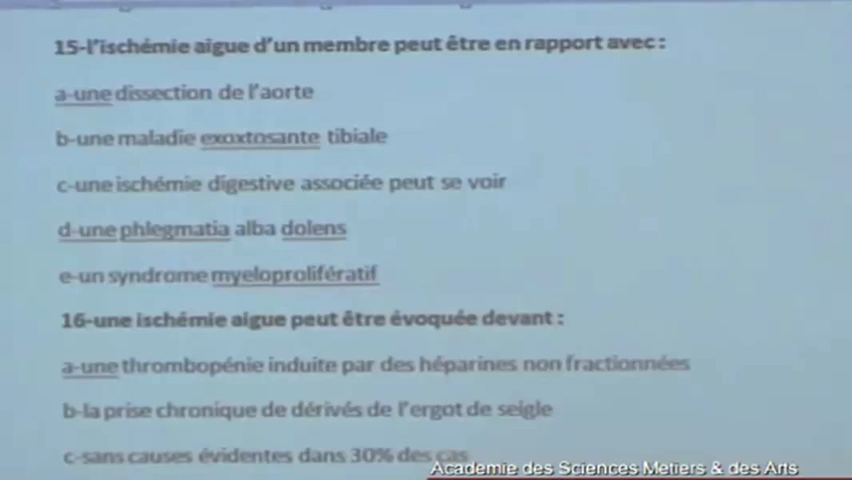 15-l'ischémie aigue d'un membre peut être en rapport avec :
a-une dissection de l'aorte
b-une maladie exoxtosante tibiale
c-une ischémie digestive associée peut se voir
d-une phlegmatia alba dolens
e-un syndrome myeloprolifératif
16-une ischémie aigue peut être évoquée devant :
a-une thrombopénie induite par des héparines non fractionnées
b-la prise chronique de dérivés de l'ergot de seigle
c-sans causes évidentes dans 30% des cas
Academie des Sciences Metiers & des Arts